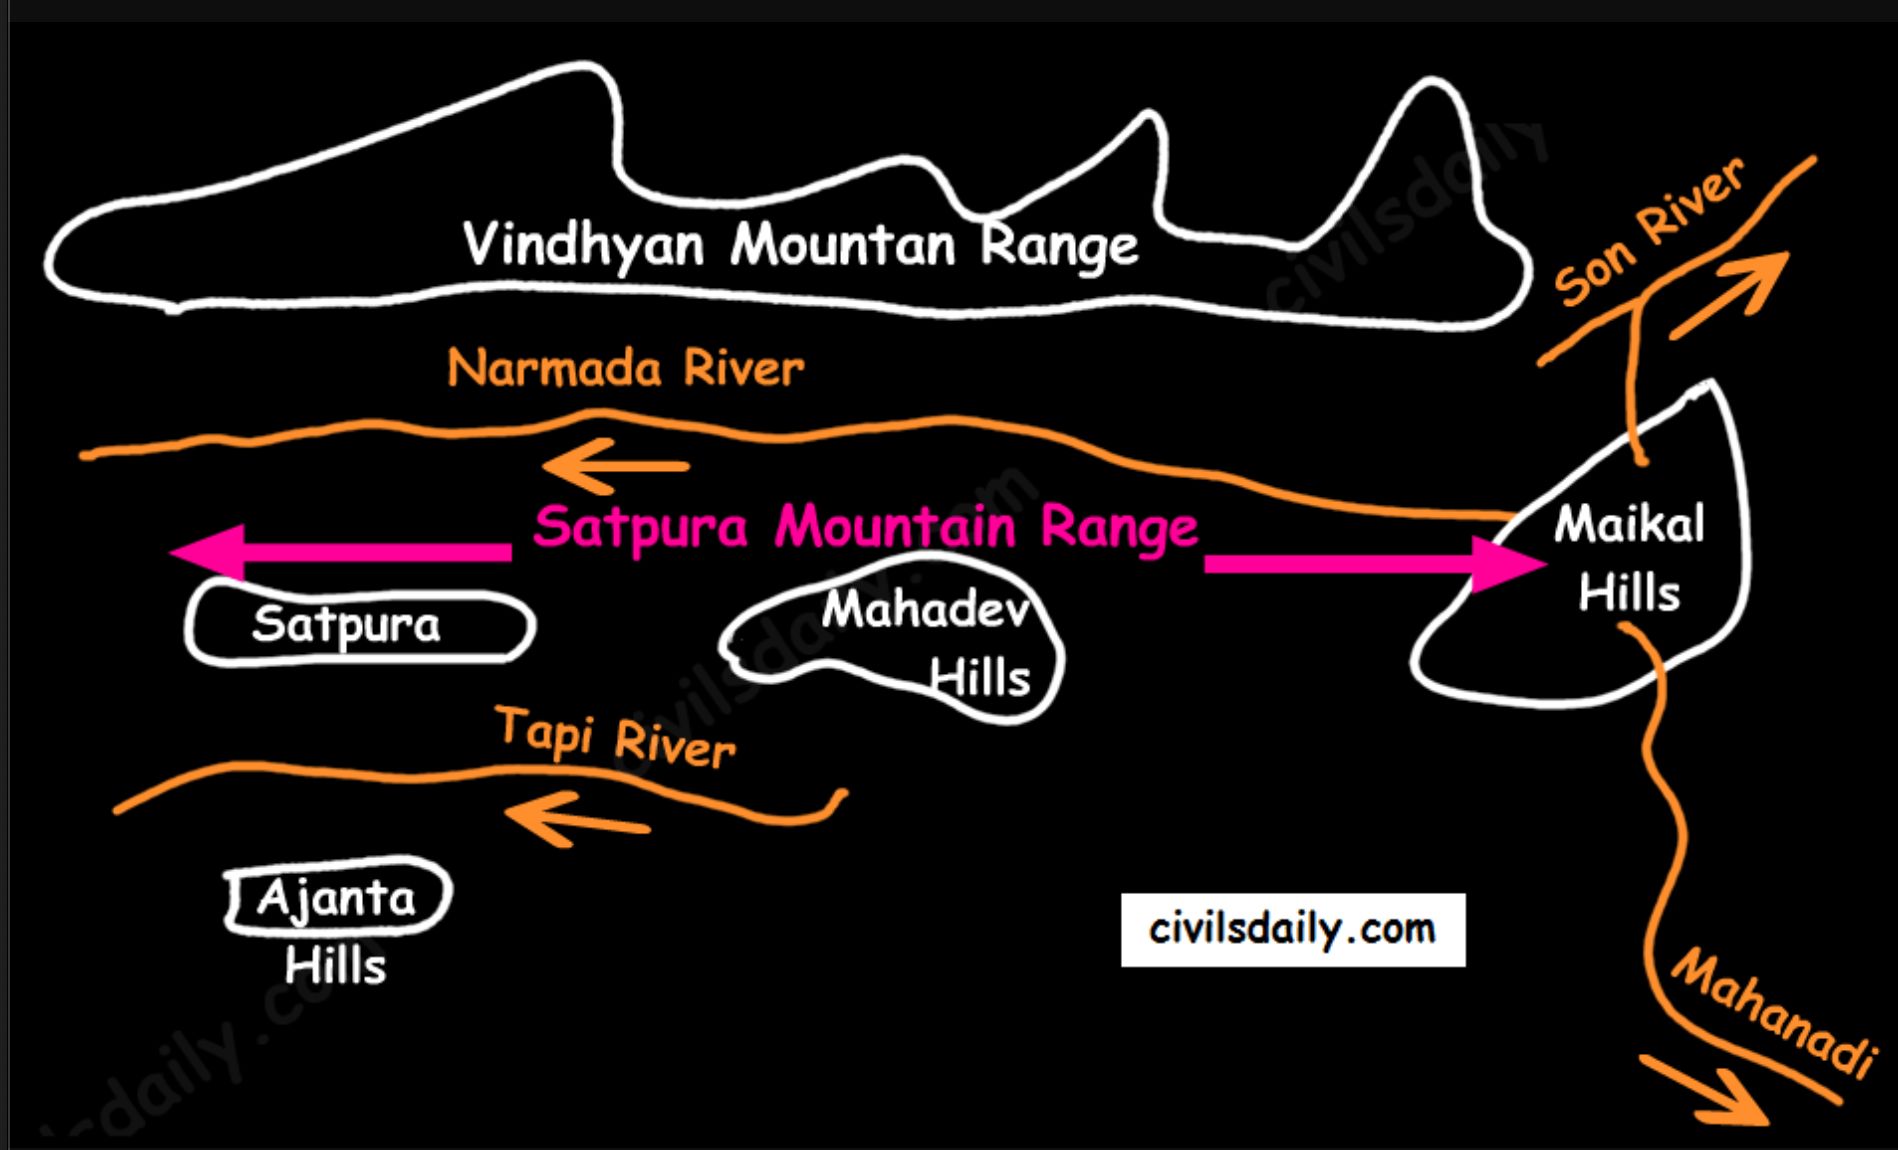 Vindhyan Mountan Range
Son River
Narmada River
Satpura Mountain Range
Maikal
Hills
Satpura
Mahadev
Hills
Tapi River
Ajanta
Hills
civilsdaily.com
Mahanadi
civilsdaily
civilsdaily.com
lsdaily.com